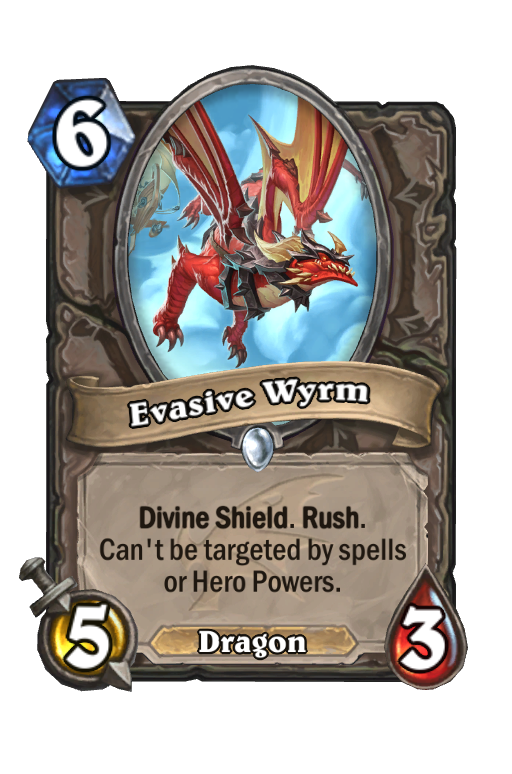 6
Evasive Wyrm
Divine Shield. Rush.
Can't be targeted by spells
or Hero Powers.
5
Dragon
3